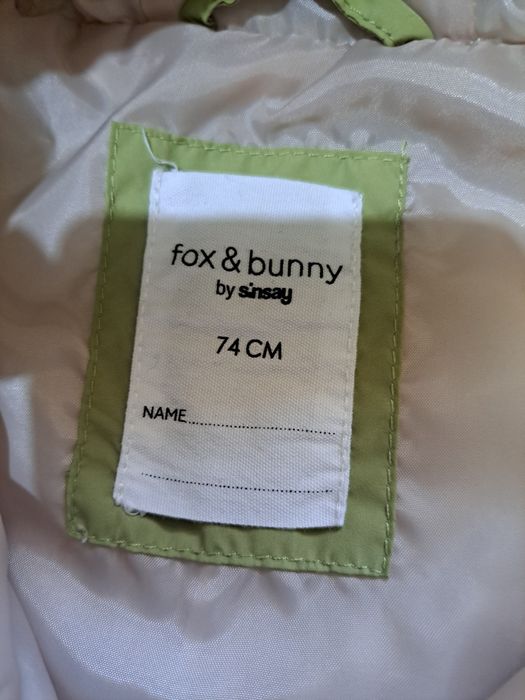 fox & bunny
by sinsay
74 CM
NAME..............................
..........................................